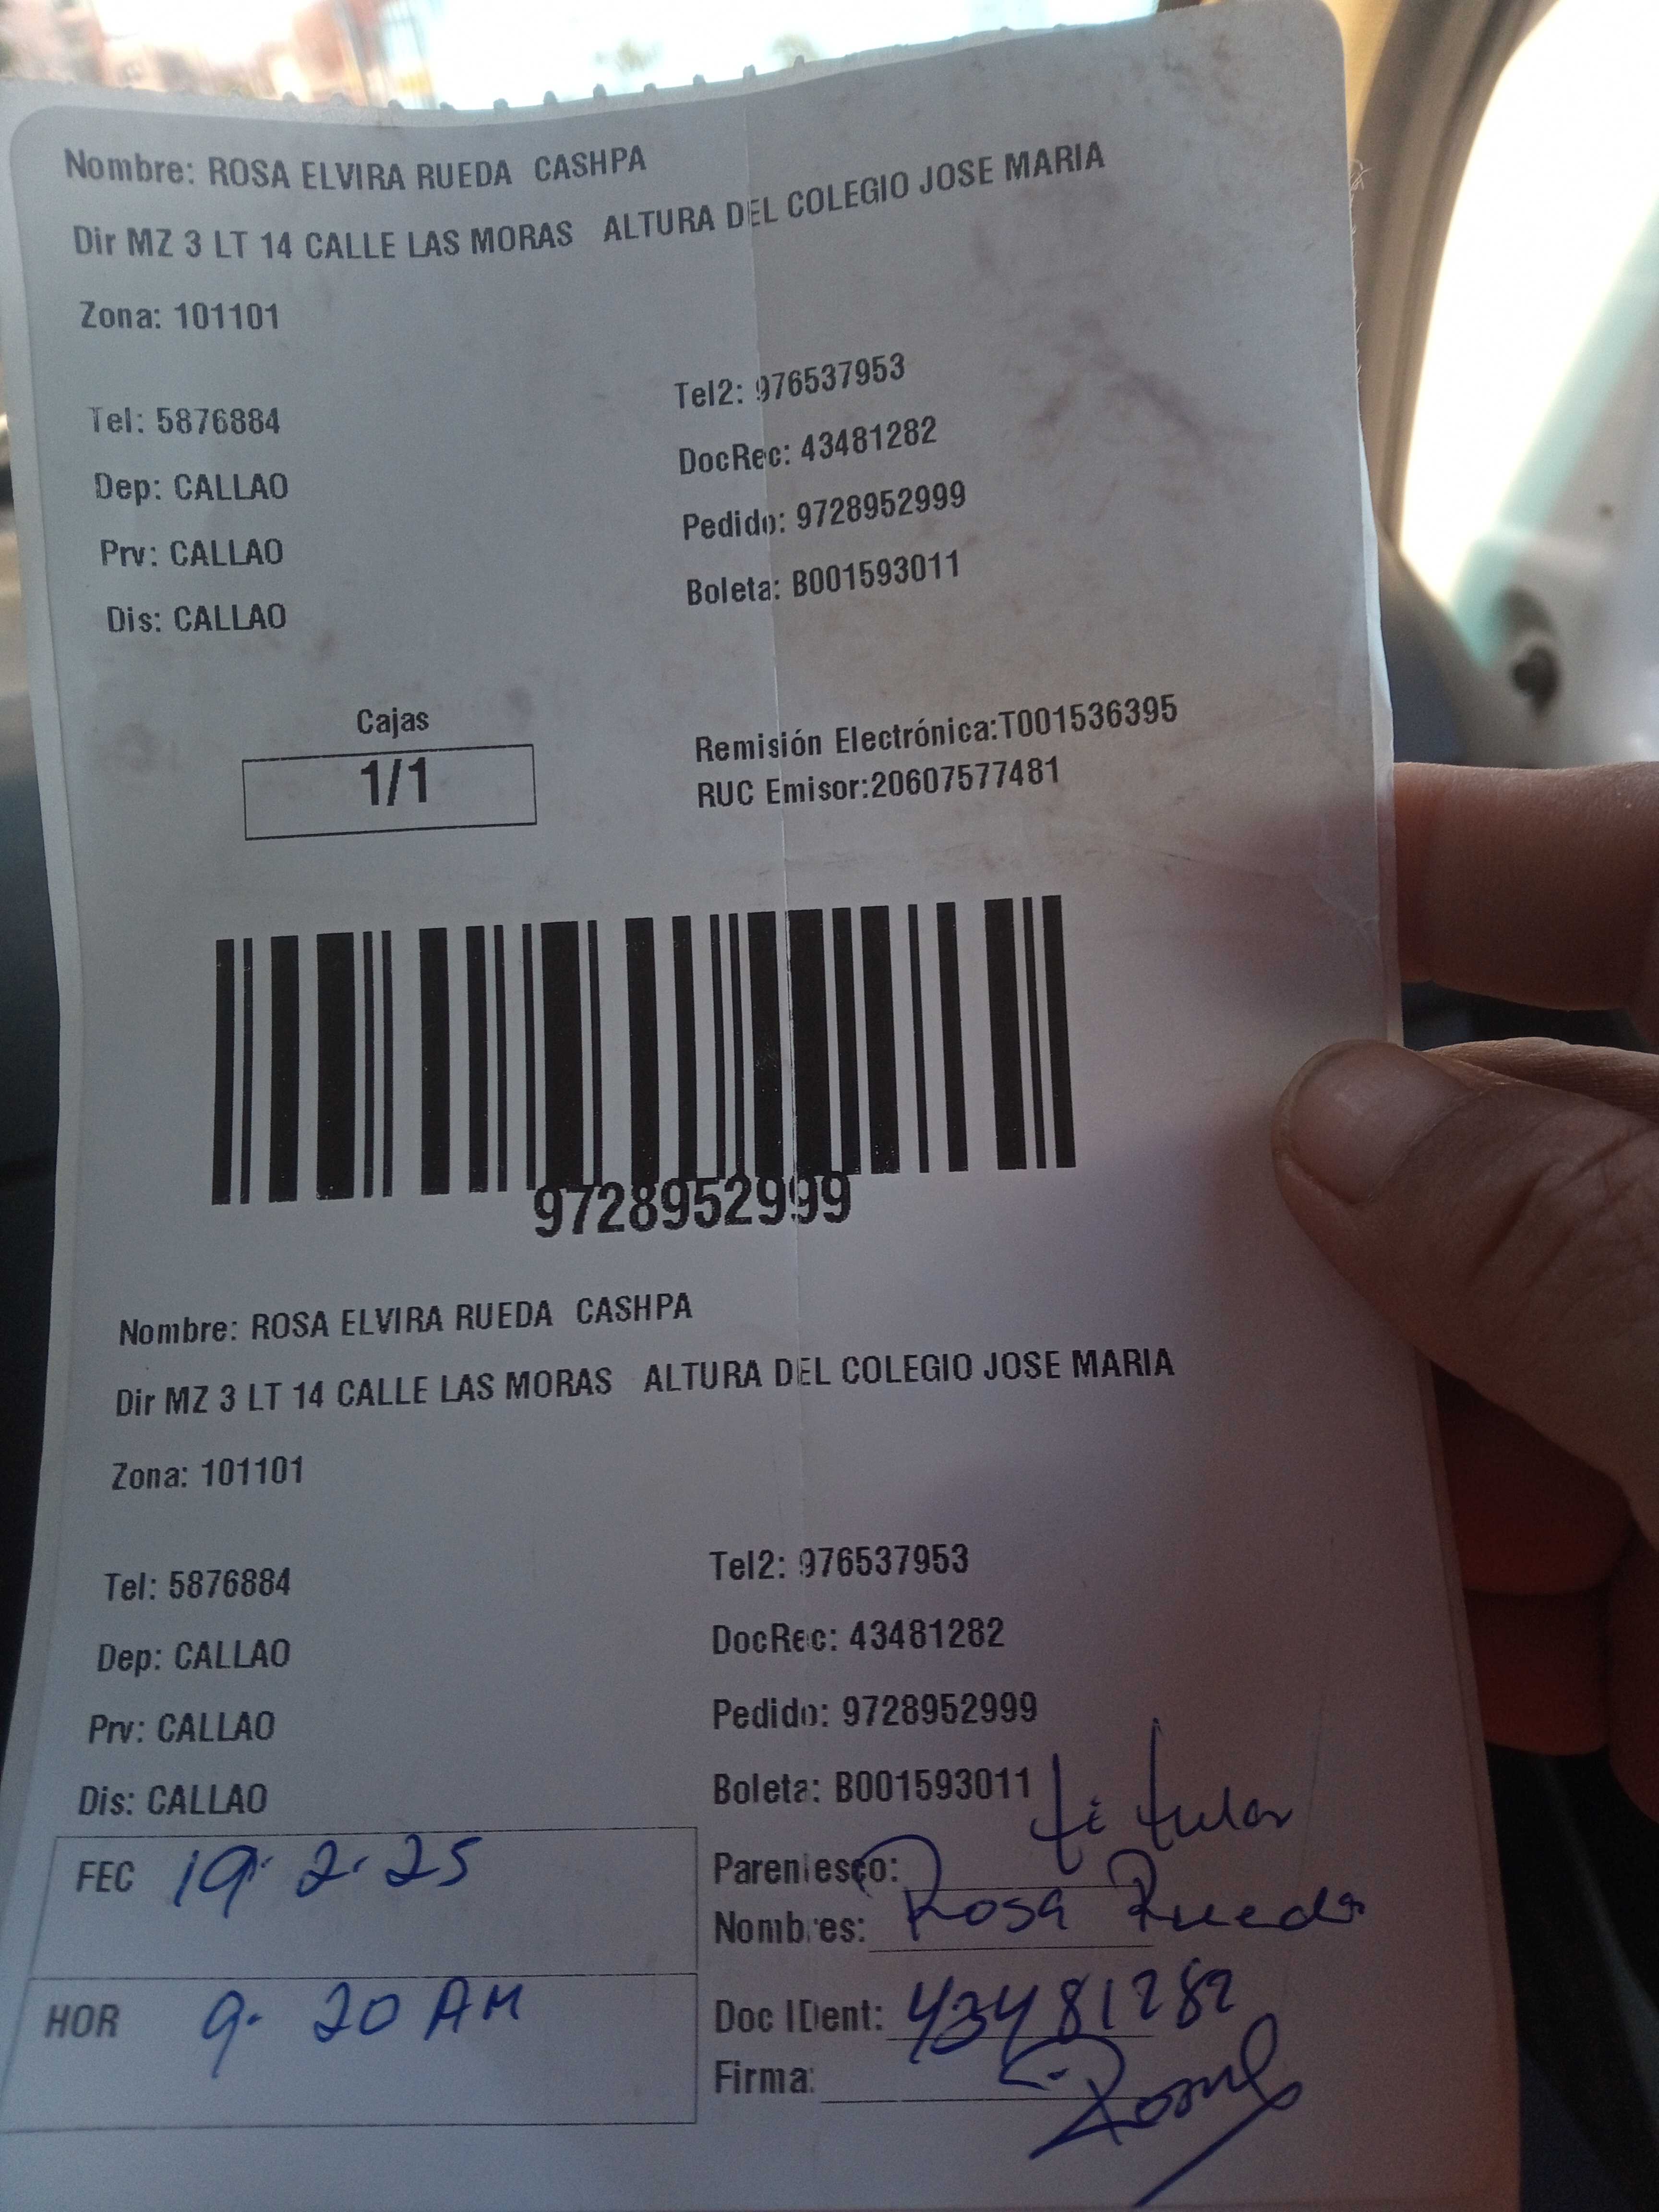 Nombre: ROSA ELVIRA RUEDA CASHPA
Dir MZ 3 LT 14 CALLE LAS MORAS ALTURA DEL COLEGIO JOSE MARIA
Zona: 101101
Tel: 5876884 Tel2: 976537953
Dep: CALLAO DocRec: 43481282
Prv: CALLAO Pedido: 9728952999
Dis: CALLAO Boleta: B001593011
Cajas
1/1
Remisión Electrónica:T001536395
RUC Emisor:20607577481
9728952999
Nombre: ROSA ELVIRA RUEDA CASHPA
Dir MZ 3 LT 14 CALLE LAS MORAS ALTURA DEL COLEGIO JOSE MARIA
Zona: 101101
Tel: 5876884 Tel2: 976537953
Dep: CALLAO DocRec: 43481282
Prv: CALLAO Pedido: 9728952999
Dis: CALLAO Boleta: B001593011
FEC 19. 2. 25
Parentesco: titular
Nombres: Rosa Rueda
HOR 9. 20 AM
Doc IDent: 43481282
Firma: